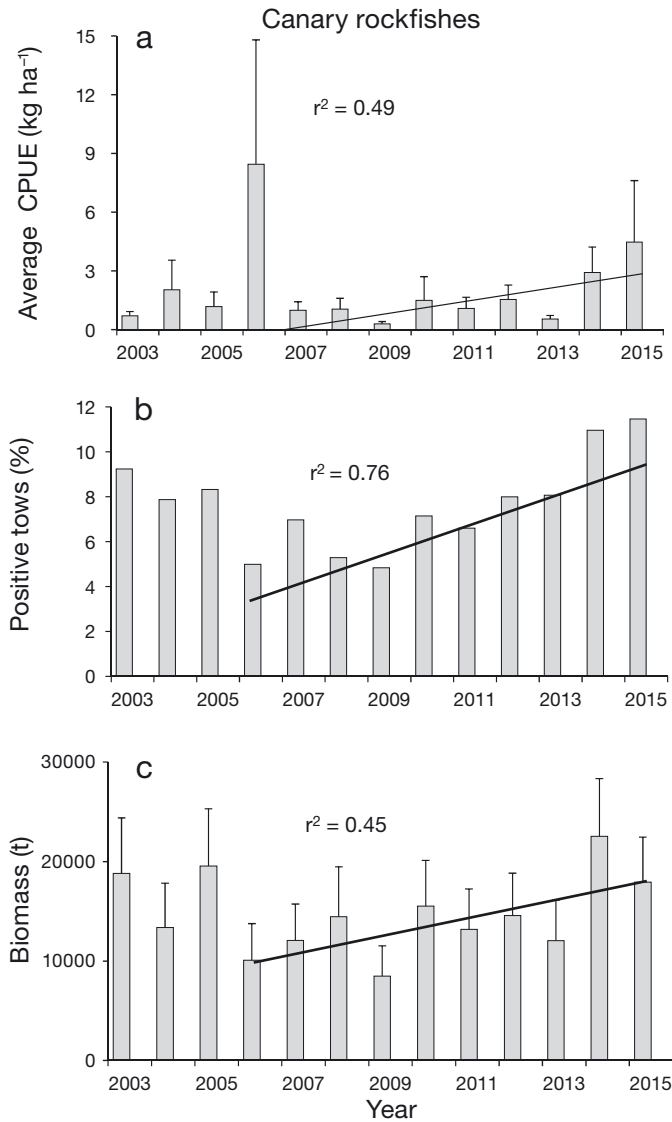 Canary rockfishes
a
Average CPUE (kg ha⁻¹)
15
12
9
6
3
0
r² = 0.49
2003 2005 2007 2009 2011 2013 2015
b
Positive tows (%)
12
10
8
6
4
2
0
r² = 0.76
2003 2005 2007 2009 2011 2013 2015
c
Biomass (t)
30000
20000
10000
0
r² = 0.45
2003 2005 2007 2009 2011 2013 2015
Year